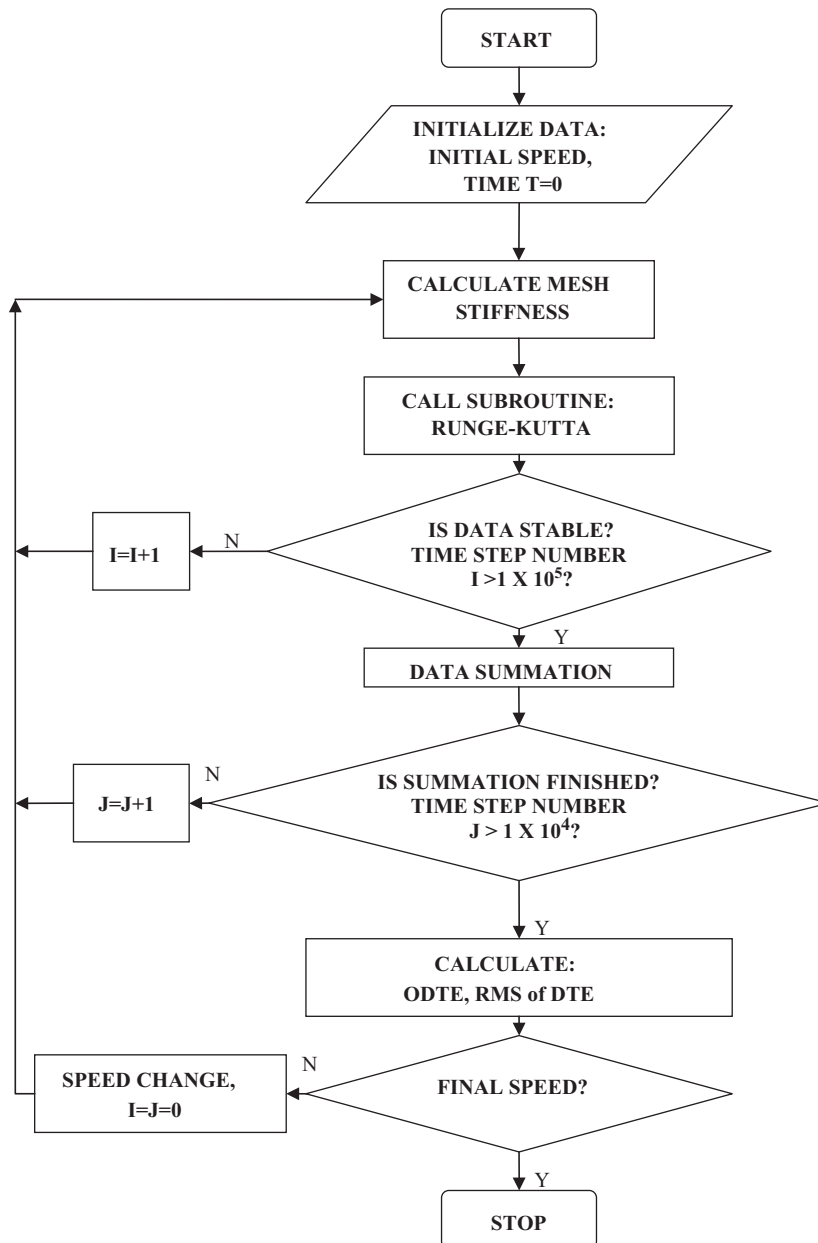 START
INITIALIZE DATA:
INITIAL SPEED,
TIME T=0
CALCULATE MESH
STIFFNESS
CALL SUBROUTINE:
RUNGE-KUTTA
IS DATA STABLE?
TIME STEP NUMBER
I >1 X 10⁵?
N
I=I+1
Y
DATA SUMMATION
IS SUMMATION FINISHED?
TIME STEP NUMBER
J > 1 X 10⁴?
N
J=J+1
Y
CALCULATE:
ODTE, RMS of DTE
FINAL SPEED?
N
SPEED CHANGE,
I=J=0
Y
STOP